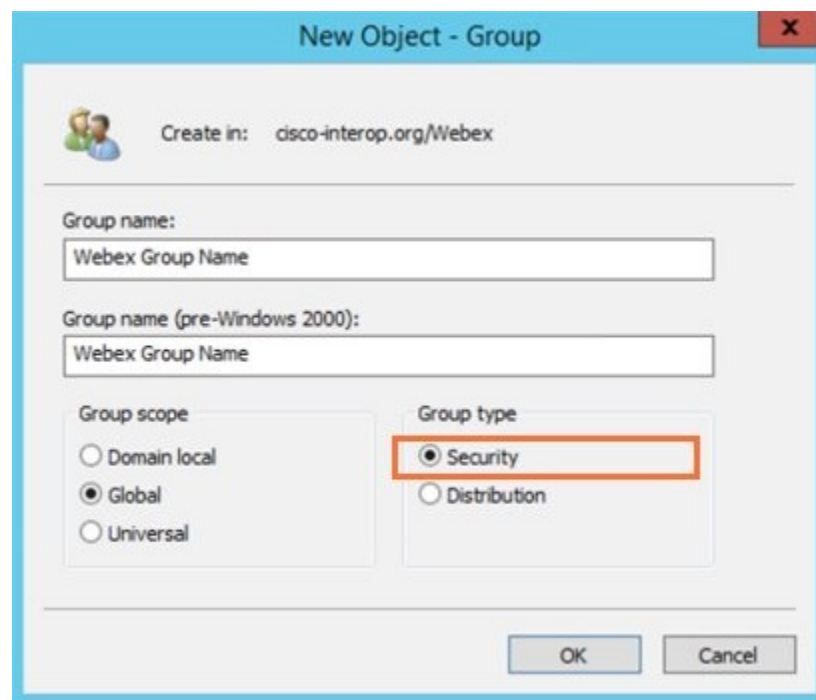 New Object - Group
x
Create in: cisco-interop.org/Webex
Group name:
Webex Group Name
Group name (pre-Windows 2000):
Webex Group Name
Group scope
Domain local
Global
Universal
Group type
Security
Distribution
OK
Cancel